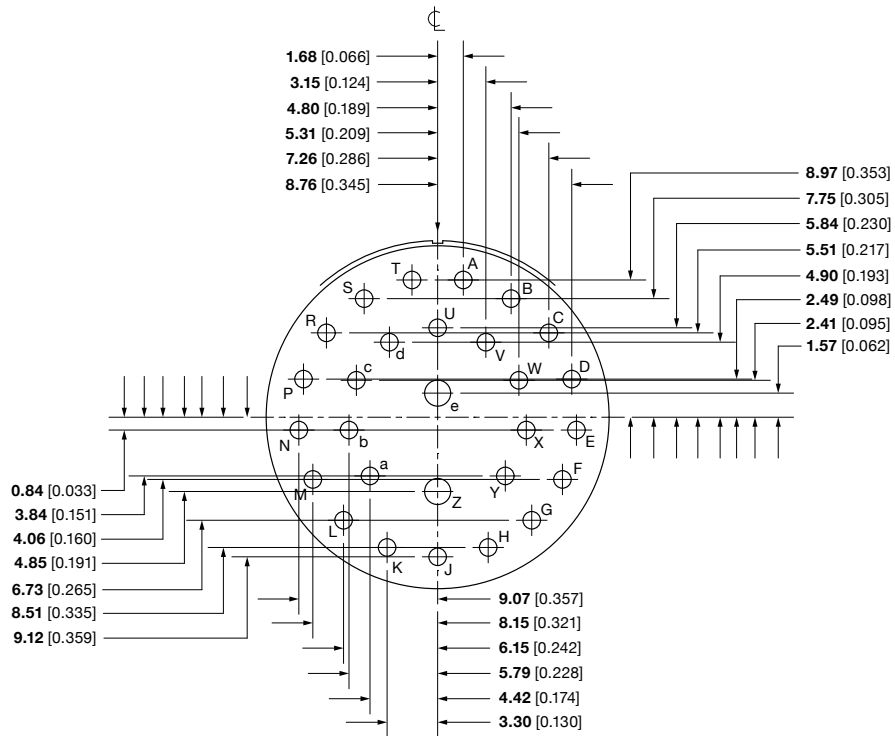 ℄
1.68 [0.066]
3.15 [0.124]
4.80 [0.189]
5.31 [0.209]
7.26 [0.286]
8.76 [0.345]
8.97 [0.353]
7.75 [0.305]
5.84 [0.230]
5.51 [0.217]
4.90 [0.193]
2.49 [0.098]
2.41 [0.095]
1.57 [0.062]
T A
S B
U
R C
d V
c W D
P
e
N b X E
a F
M Y
Z
L G
K J H
0.84 [0.033]
3.84 [0.151]
4.06 [0.160]
4.85 [0.191]
6.73 [0.265]
8.51 [0.335]
9.12 [0.359]
9.07 [0.357]
8.15 [0.321]
6.15 [0.242]
5.79 [0.228]
4.42 [0.174]
3.30 [0.130]